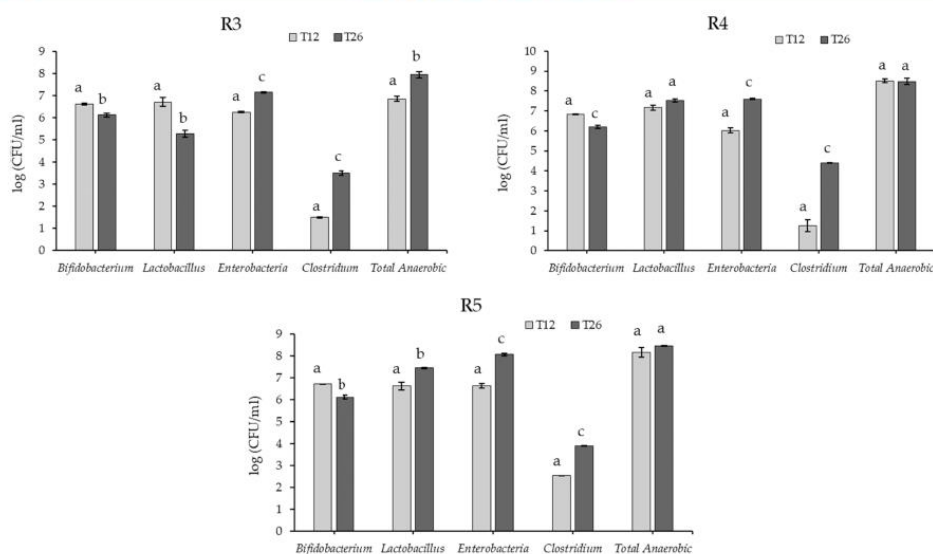 R3
T12 T26
log (CFU/ml)
9
8
7
6
5
4
3
2
1
0
a b a b a c a c a b
Bifidobacterium Lactobacillus Enterobacteria Clostridium Total Anaerobic
R4
T12 T26
log (CFU/ml)
10
9
8
7
6
5
4
3
2
1
0
a c a a a c a c a a
Bifidobacterium Lactobacillus Enterobacteria Clostridium Total Anaerobic
R5
T12 T26
log (CFU/ml)
9
8
7
6
5
4
3
2
1
0
a b a b a c a c a a
Bifidobacterium Lactobacillus Enterobacteria Clostridium Total Anaerobic